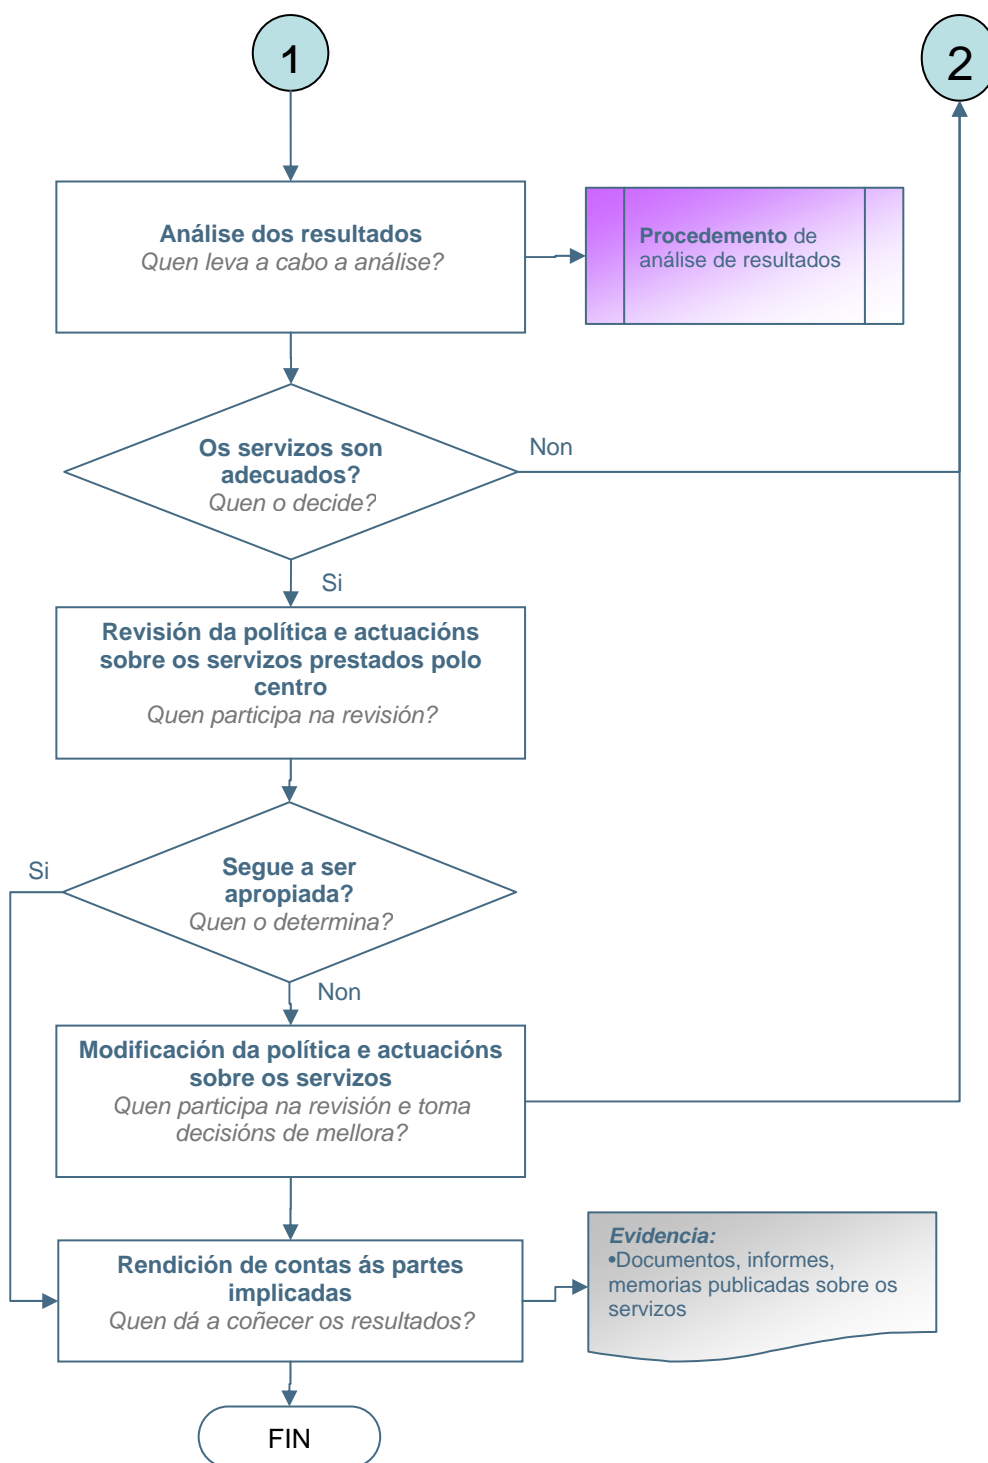 1
2
Análise dos resultados
Quen leva a cabo a análise?
Procedemento de
análise de resultados
Os servizos son
adecuados?
Quen o decide?
Non
Si
Revisión da política e actuacións
sobre os servizos prestados polo
centro
Quen participa na revisión?
Segue a ser
apropiada?
Quen o determina?
Si
Non
Modificación da política e actuacións
sobre os servizos
Quen participa na revisión e toma
decisións de mellora?
Rendición de contas ás partes
implicadas
Quen dá a coñecer os resultados?
Evidencia:
•Documentos, informes,
memorias publicadas sobre os
servizos
FIN